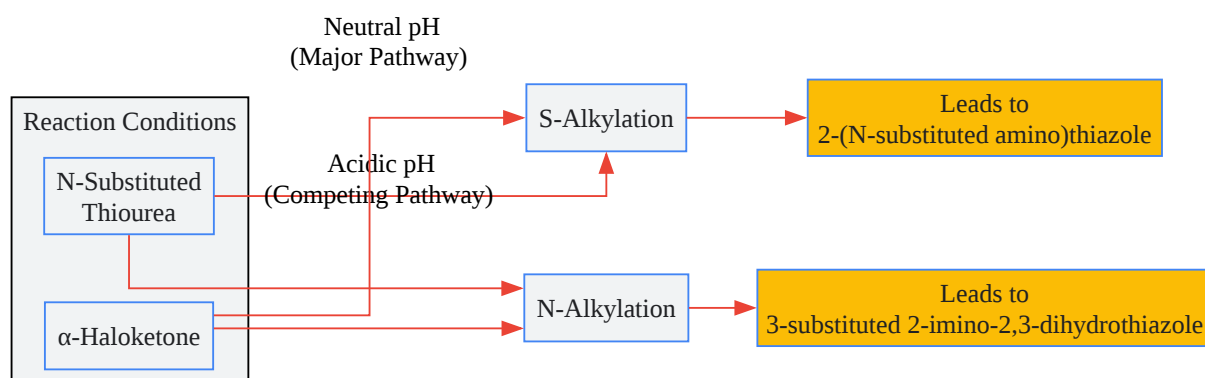 Neutral pH
(Major Pathway)
Reaction Conditions
S-Alkylation
Leads to
2-(N-substituted amino)thiazole
N-Substituted
Thiourea
Acidic pH
(Competing Pathway)
α-Haloketone
N-Alkylation
Leads to
3-substituted 2-imino-2,3-dihydrothiazole